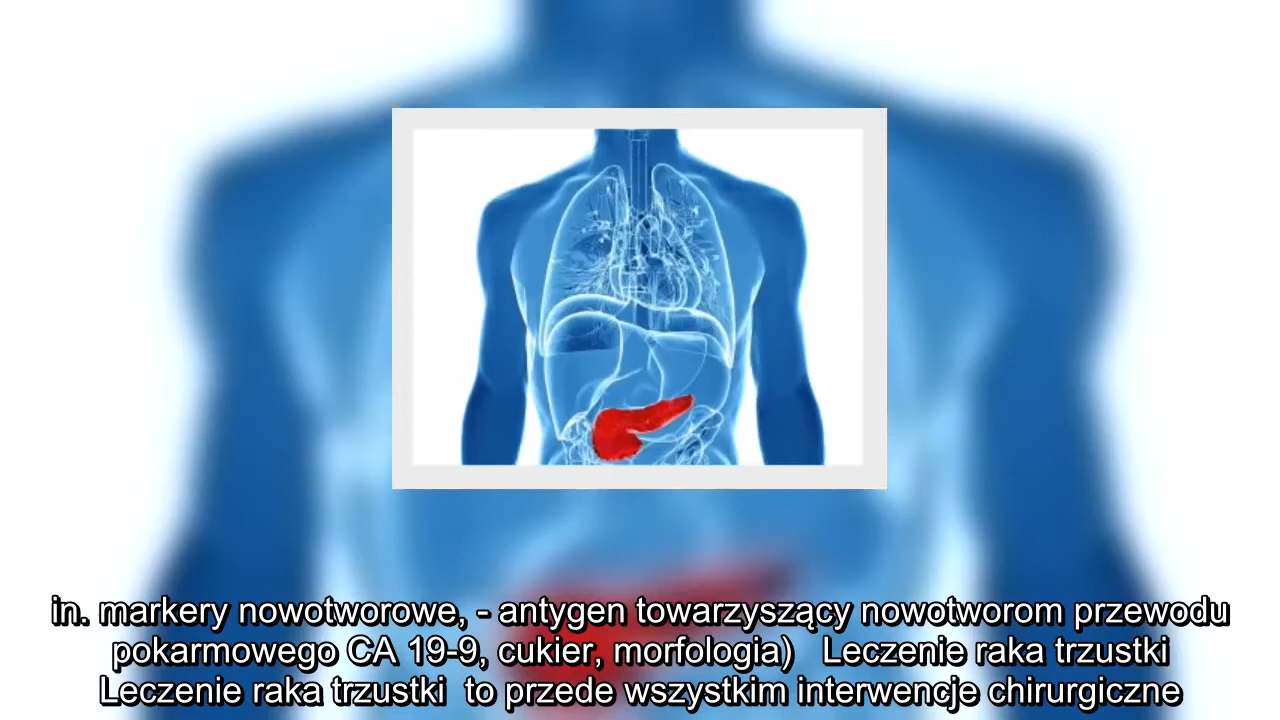 in. markery nowotworowe, - antygen towarzyszący nowotworom przewodu
pokarmowego CA 19-9, cukier, morfologia)   Leczenie raka trzustki
Leczenie raka trzustki  to przede wszystkim interwencje chirurgiczne